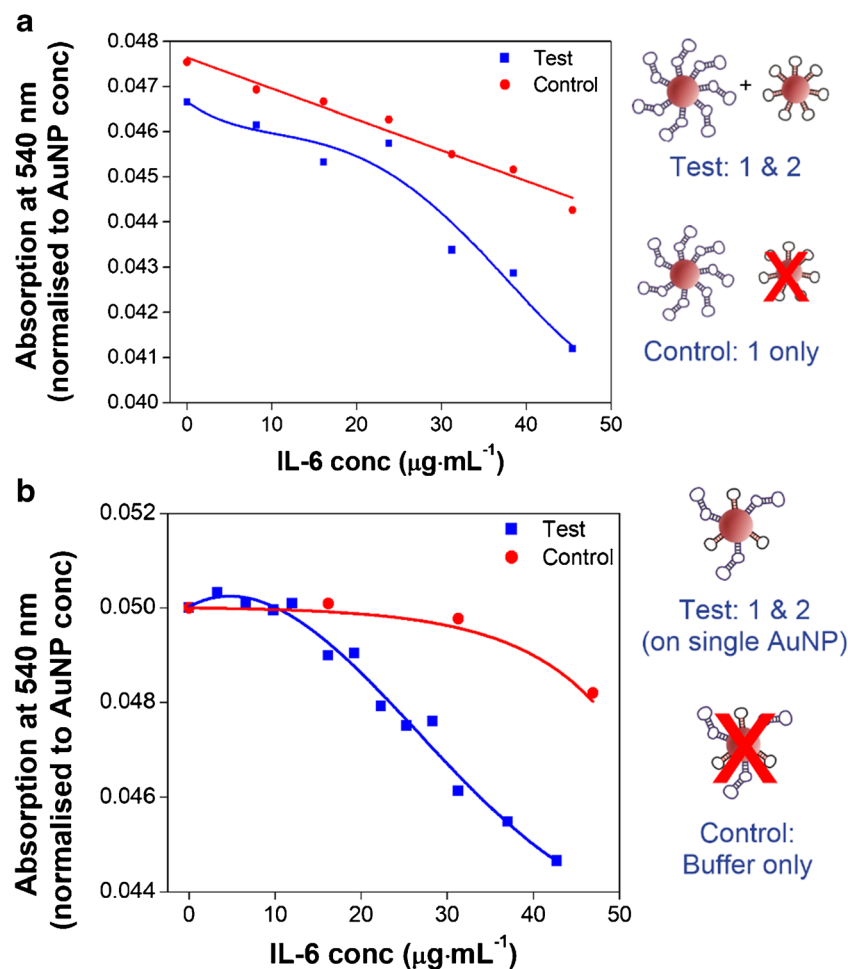 a
Absorption at 540 nm
(normalised to AuNP conc)
0.048
0.047
0.046
0.045
0.044
0.043
0.042
0.041
0.040
0
10
20
30
40
50
Test
Control
IL-6 conc (μg·mL⁻¹)
+
Test: 1 & 2
Control: 1 only
b
Absorption at 540 nm
(normalised to AuNP conc)
0.052
0.050
0.048
0.046
0.044
0
10
20
30
40
50
Test
Control
IL-6 conc (μg·mL⁻¹)
Test: 1 & 2
(on single AuNP)
Control:
Buffer only